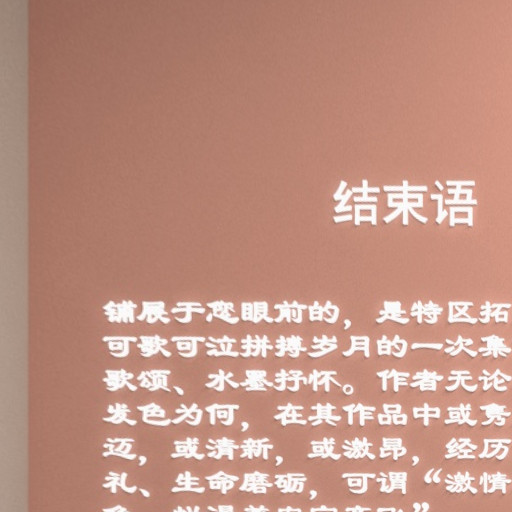 结束语
铺展于您眼前的，是特区拓
可歌可泣拼搏岁月的一次集
歌颂、水墨抒怀。作者无论
发色为何，在其作品中或隽
迈，或清新，或激昂，经历
礼、生命磨砺，可谓“激情